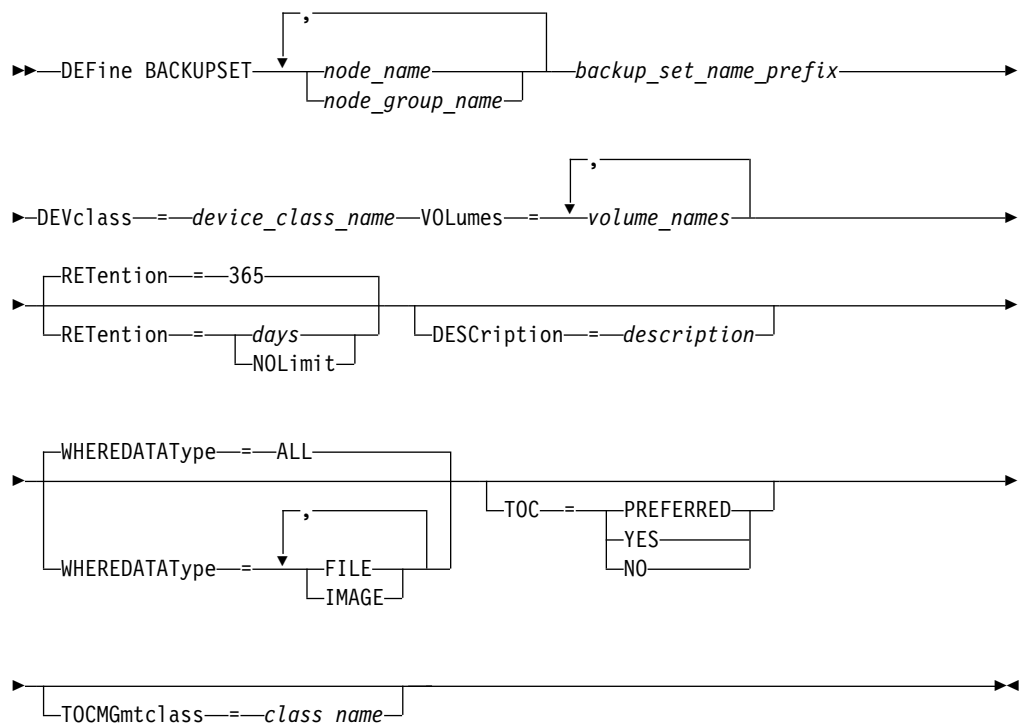 ,
DEFine BACKUPSET node_name backup_set_name_prefix
node_group_name
,
DEVclass = device_class_name VOLumes = volume_names
RETention = 365
RETention = days DESCription = description
NOLimit
WHEREDATAType = ALL
TOC = PREFERRED
, YES
WHEREDATAType = FILE NO
IMAGE
TOCMGmtclass = class_name